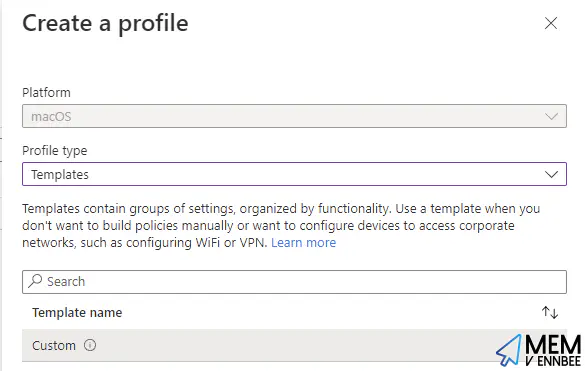 Create a profile
Platform
macOS
Profile type
Templates
Templates contain groups of settings, organized by functionality. Use a template when you
don't want to build policies manually or want to configure devices to access corporate
networks, such as configuring WiFi or VPN. Learn more
Search
Template name
Custom
MEM
V ENNBEE